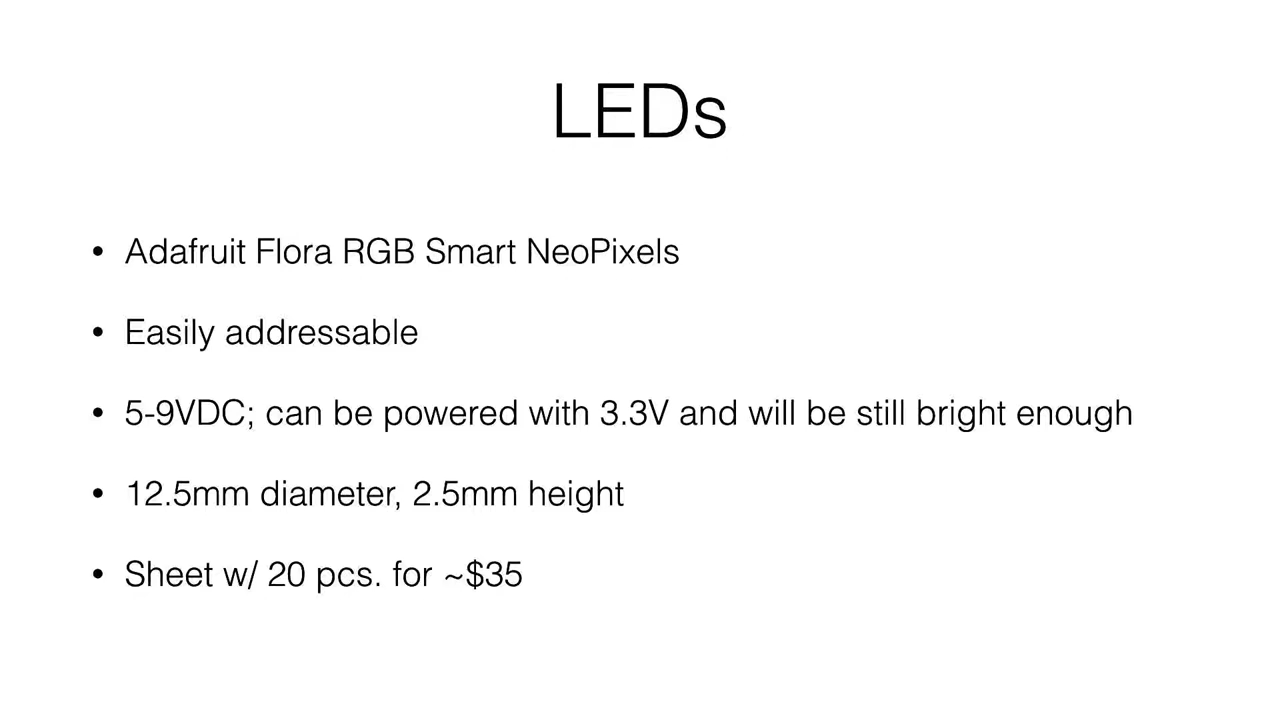 LEDs
• Adafruit Flora RGB Smart NeoPixels
• Easily addressable
• 5-9VDC; can be powered with 3.3V and will be still bright enough
• 12.5mm diameter, 2.5mm height
• Sheet w/ 20 pcs. for ~$35